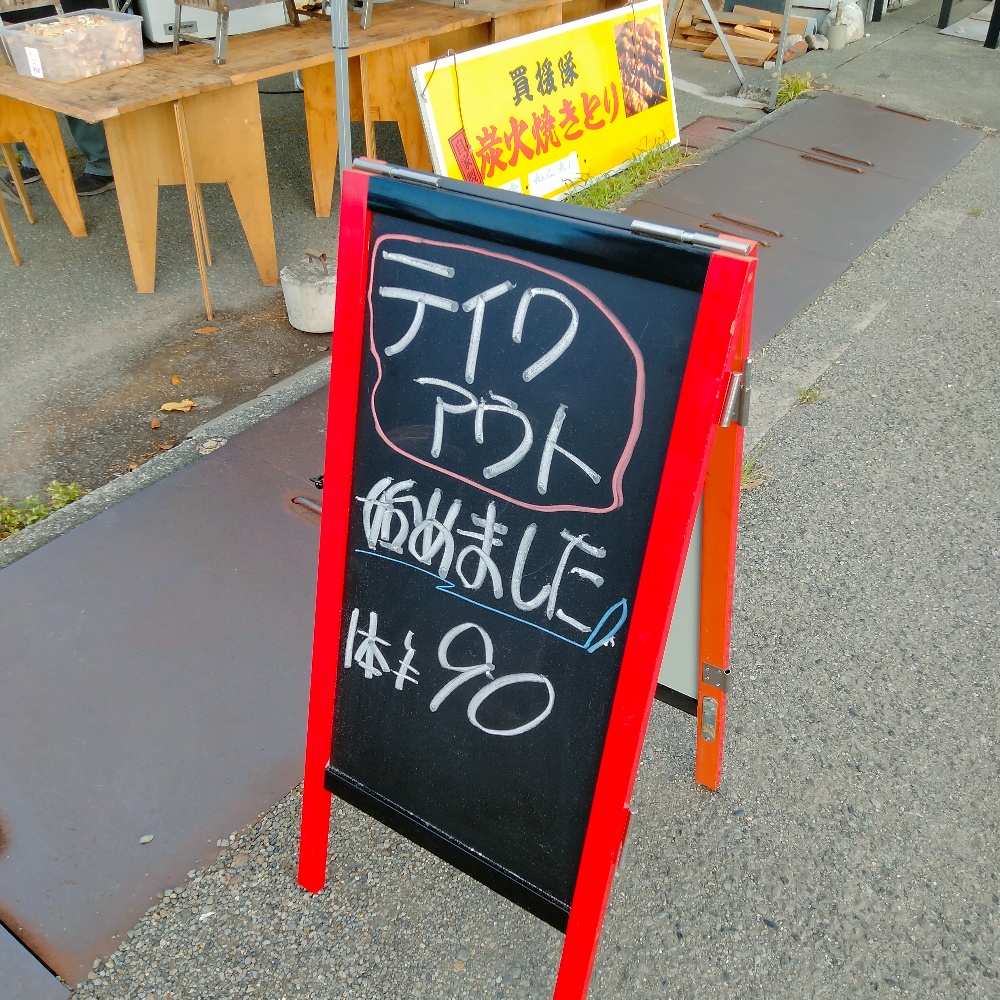 買援隊
炭火焼きとり
テイク
アウト
始めました
1本¥90